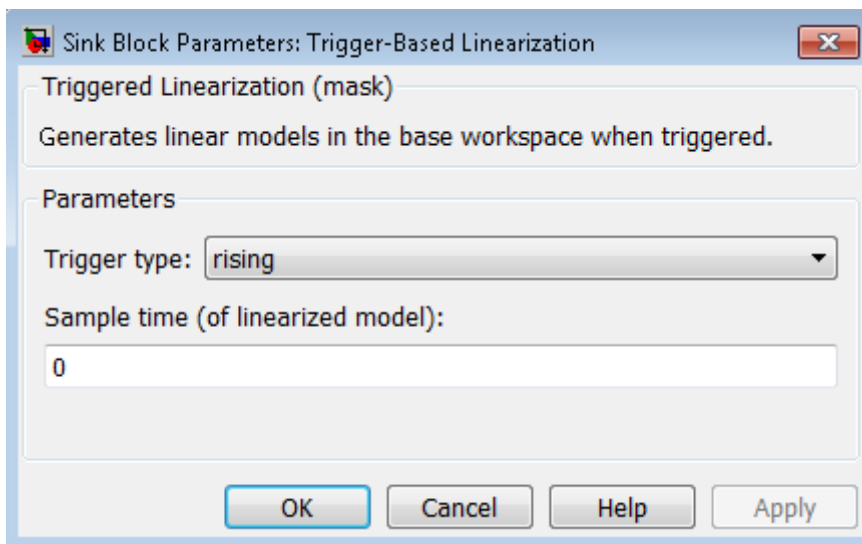 Sink Block Parameters: Trigger-Based Linearization
Triggered Linearization (mask)
Generates linear models in the base workspace when triggered.
Parameters
Trigger type: rising
Sample time (of linearized model):
0
OK Cancel Help Apply